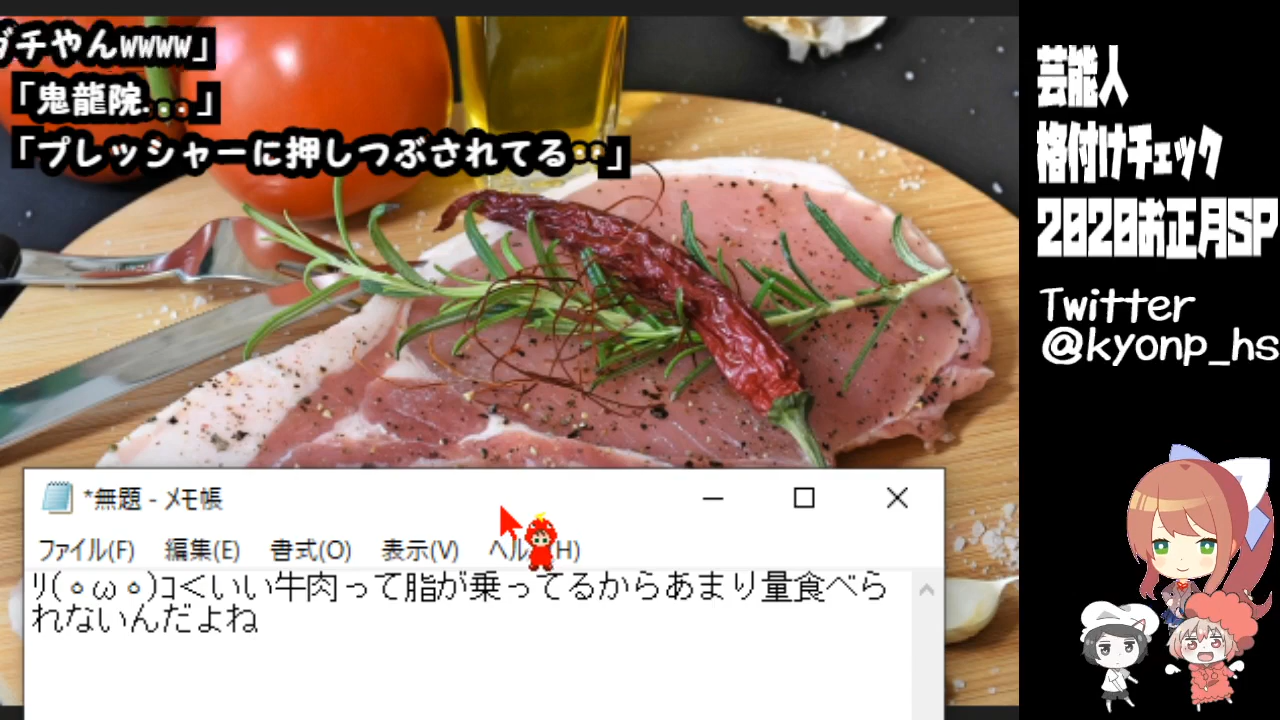 ガチやんwwww」
「鬼龍院...」
「プレッシャーに押しつぶされてる‥」
*無題 - メモ帳
ファイル(F) 編集(E) 書式(O) 表示(V) ヘル H)
ﾘ(∘ω∘)ｺ<いい牛肉って脂が乗ってるからあまり量食べら
れないんだよね
芸能人
格付けチェック
2020お正月SP
Twitter
@kyonp_hs